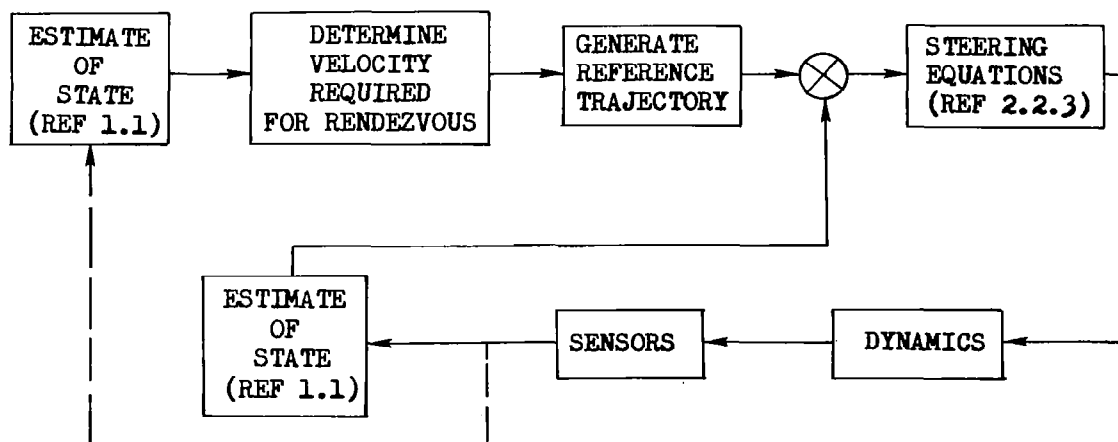 ESTIMATE
OF
STATE
(REF 1.1)
DETERMINE
VELOCITY
REQUIRED
FOR RENDEZVOUS
GENERATE
REFERENCE
TRAJECTORY
STEERING
EQUATIONS
(REF 2.2.3)
ESTIMATE
OF
STATE
(REF 1.1)
SENSORS
DYNAMICS